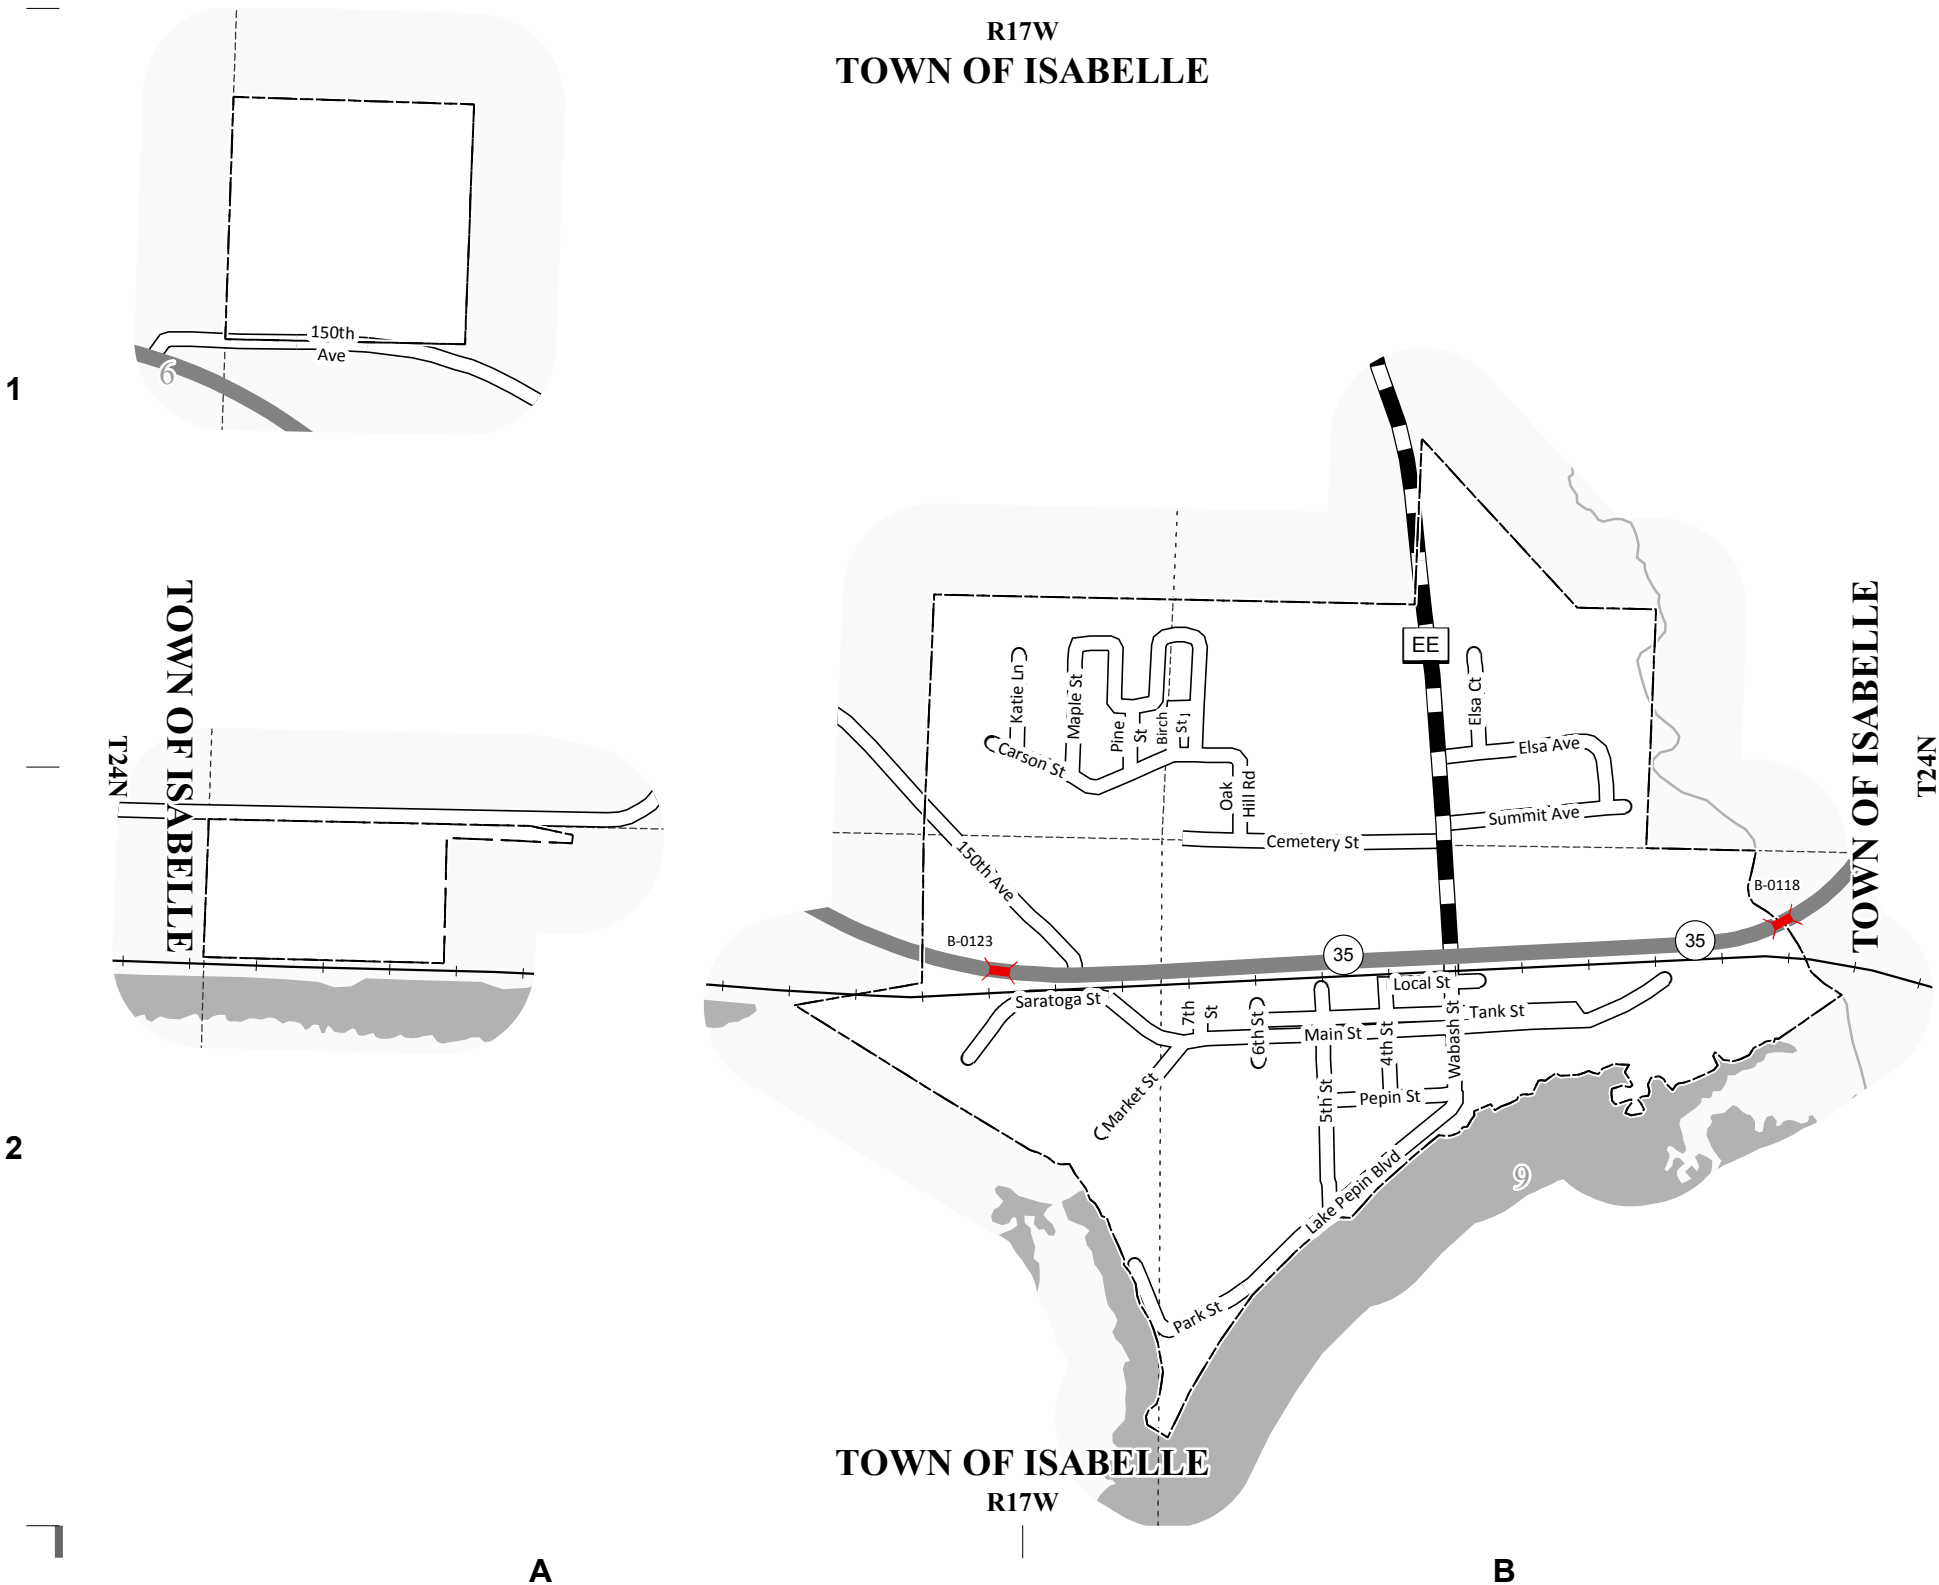 R17W
TOWN OF ISABELLE
150th
Ave
6
1
EE
TOWN OF ISABELLE
T24N
TOWN OF ISABELLE
T24N
Katie Ln
Maple St
Pine
St
Birch
St
Carson St
Oak
Hill Rd
Elsa Ct
Elsa Ave
Summit Ave
Cemetery St
150th Ave
B-0118
B-0123
35
35
Saratoga St
7th
St
6th St
Local St
Tank St
Main St
4th St
Wabash St
Market St
5th St
Pepin St
2
9
Lake Pepin Blvd
Park St
TOWN OF ISABELLE
R17W
A
B